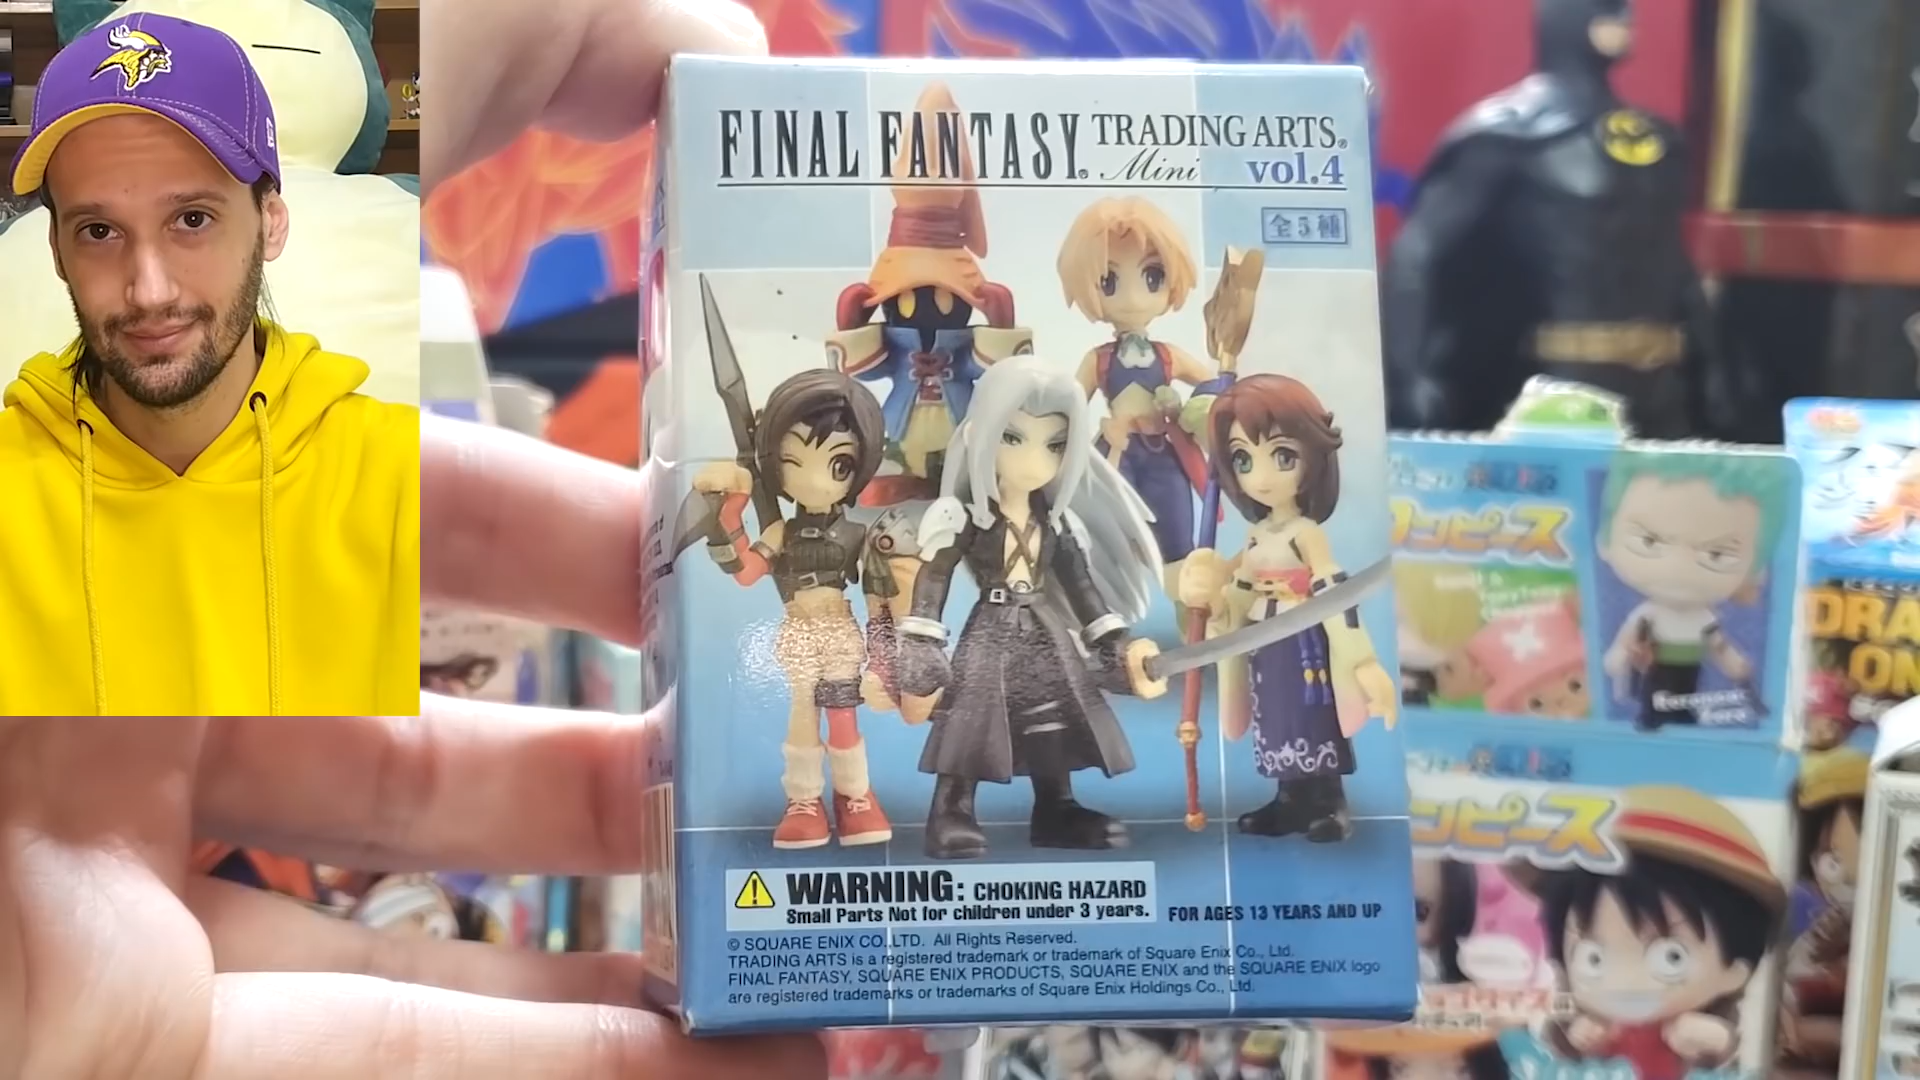 FINAL FANTASY® TRADING ARTS®
Mini vol.4
全5種
WARNING: CHOKING HAZARD
Small Parts Not for children under 3 years.
FOR AGES 13 YEARS AND UP
© SQUARE ENIX CO.,LTD. All Rights Reserved.
TRADING ARTS is a registered trademark or trademark of Square Enix Co., Ltd.
FINAL FANTASY, SQUARE ENIX PRODUCTS, SQUARE ENIX and the SQUARE ENIX logo
are registered trademarks or trademarks of Square Enix Holdings Co., Ltd.
ワンピース
ンピース
DRA
ON